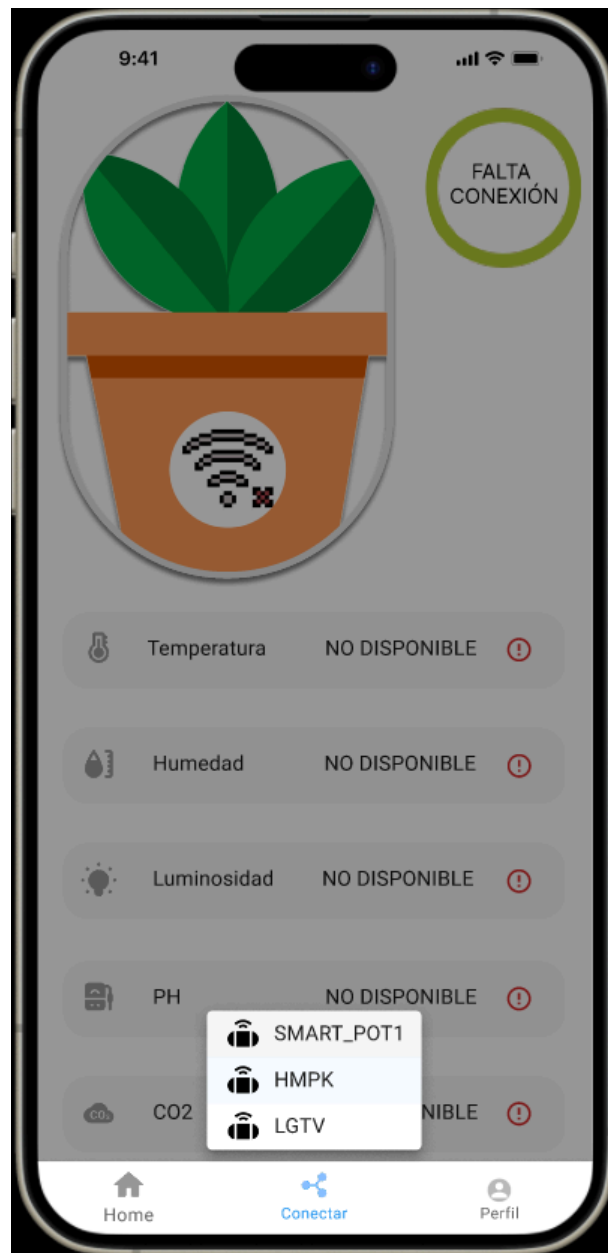 9:41
FALTA
CONEXIÓN
Temperatura NO DISPONIBLE
Humedad NO DISPONIBLE
Luminosidad NO DISPONIBLE
PH NO DISPONIBLE
SMART_POT1
HMPK
CO2 NIBLE
LGTV
Home Conectar Perfil